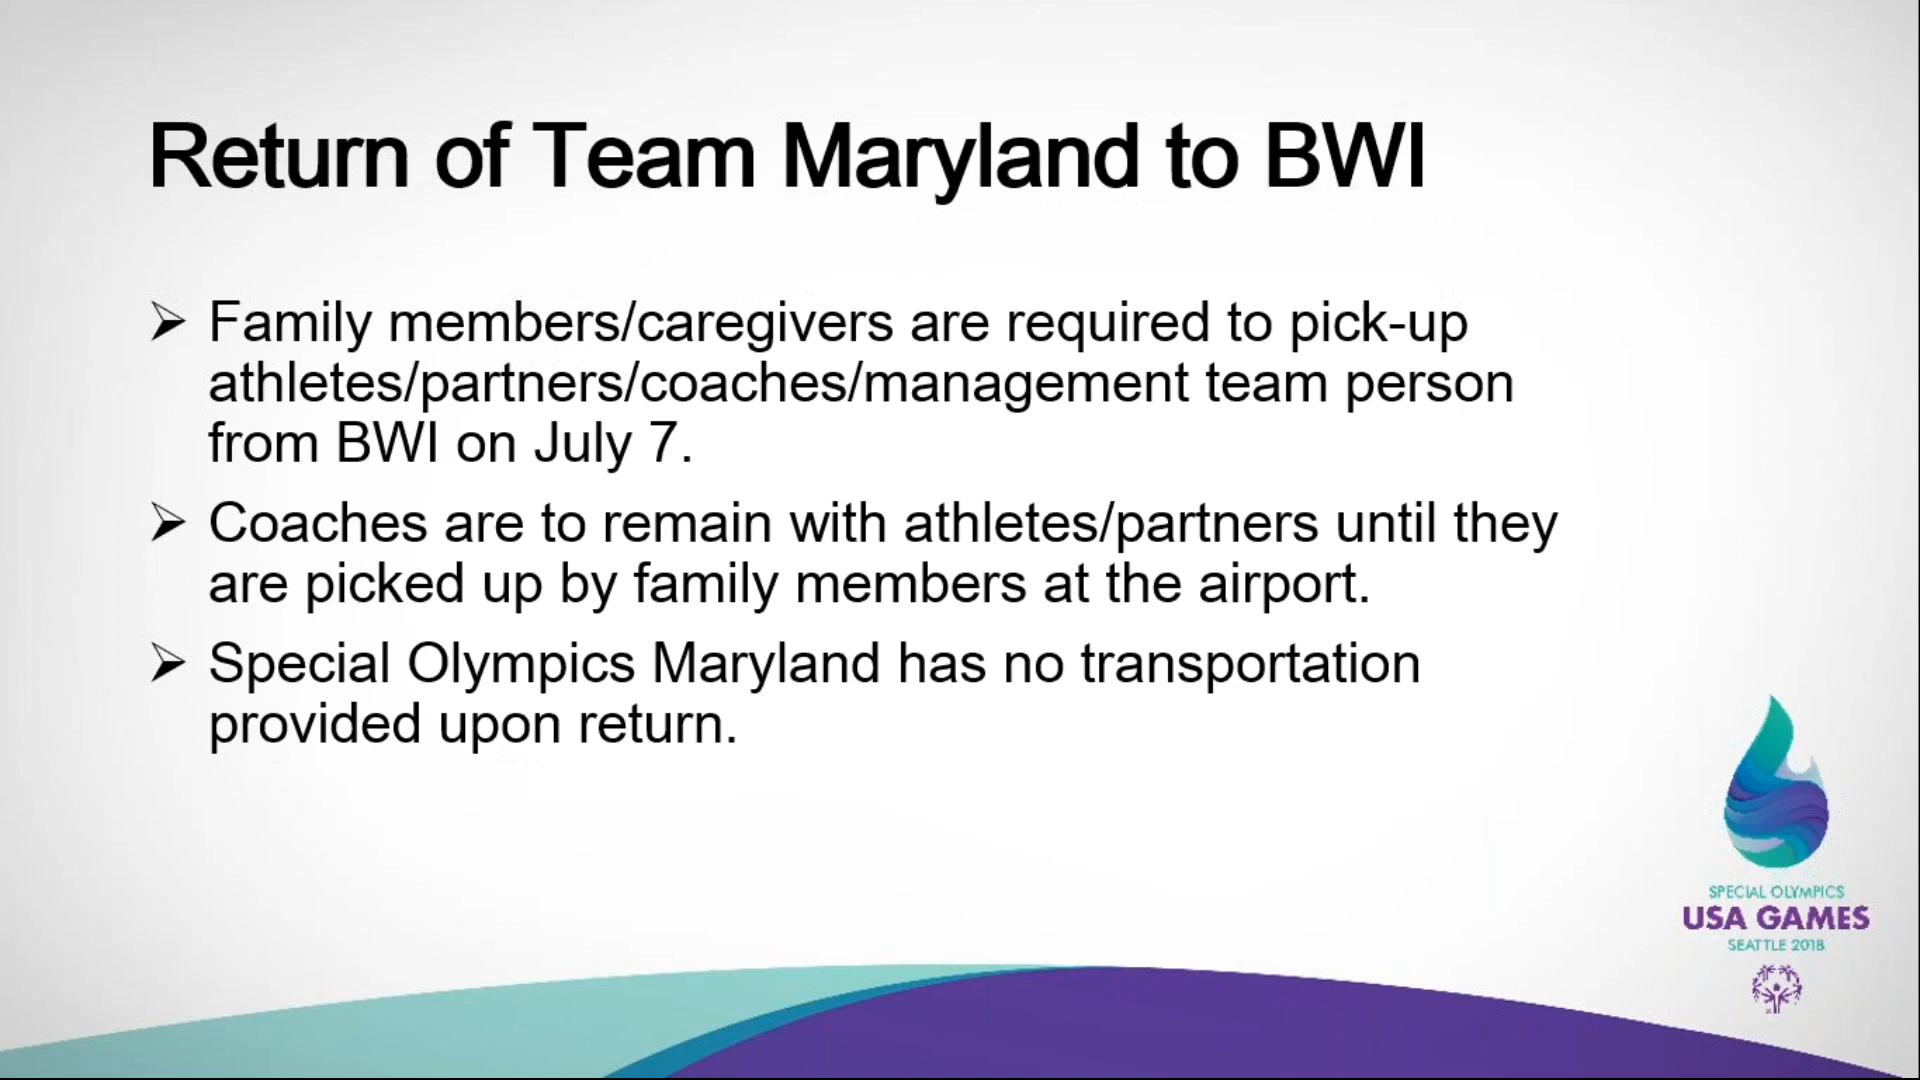 Return of Team Maryland to BWI
➢ Family members/caregivers are required to pick-up
athletes/partners/coaches/management team person
from BWI on July 7.
➢ Coaches are to remain with athletes/partners until they
are picked up by family members at the airport.
➢ Special Olympics Maryland has no transportation
provided upon return.
SPECIAL OLYMPICS
USA GAMES
SEATTLE 2018